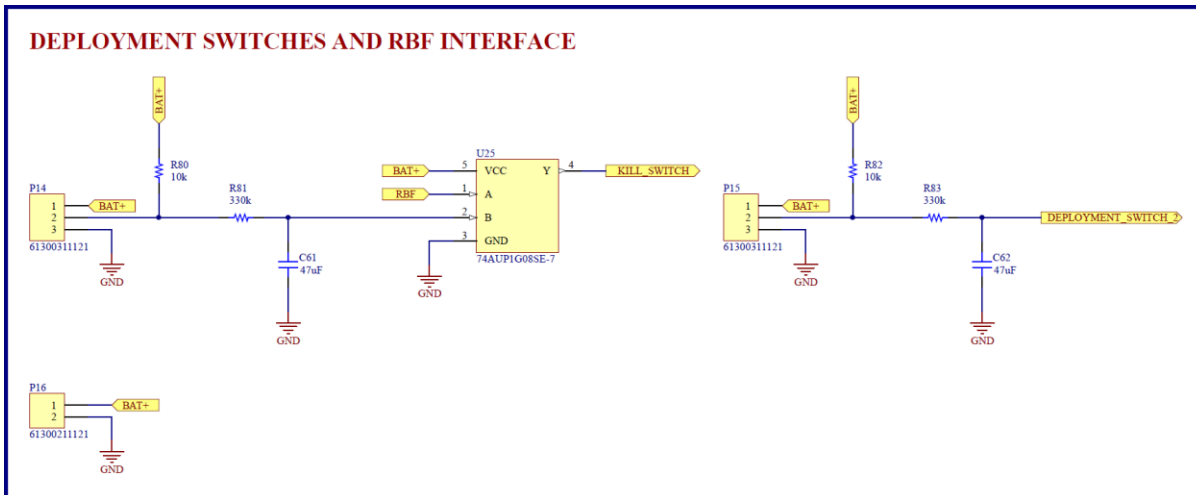 DEPLOYMENT SWITCHES AND RBF INTERFACE
BAT+
R80
10k
P14
1
2
3
BAT+
61300311121
GND
R81
330k
C61
47uF
GND
U25
BAT+
5
VCC
Y
4
KILL_SWITCH
RBF
1
A
2
B
3
GND
74AUP1G08SE-7
GND
BAT+
R82
10k
P15
1
2
3
BAT+
61300311121
GND
R83
330k
DEPLOYMENT_SWITCH_2
C62
47uF
GND
P16
1
2
BAT+
61300211121
GND